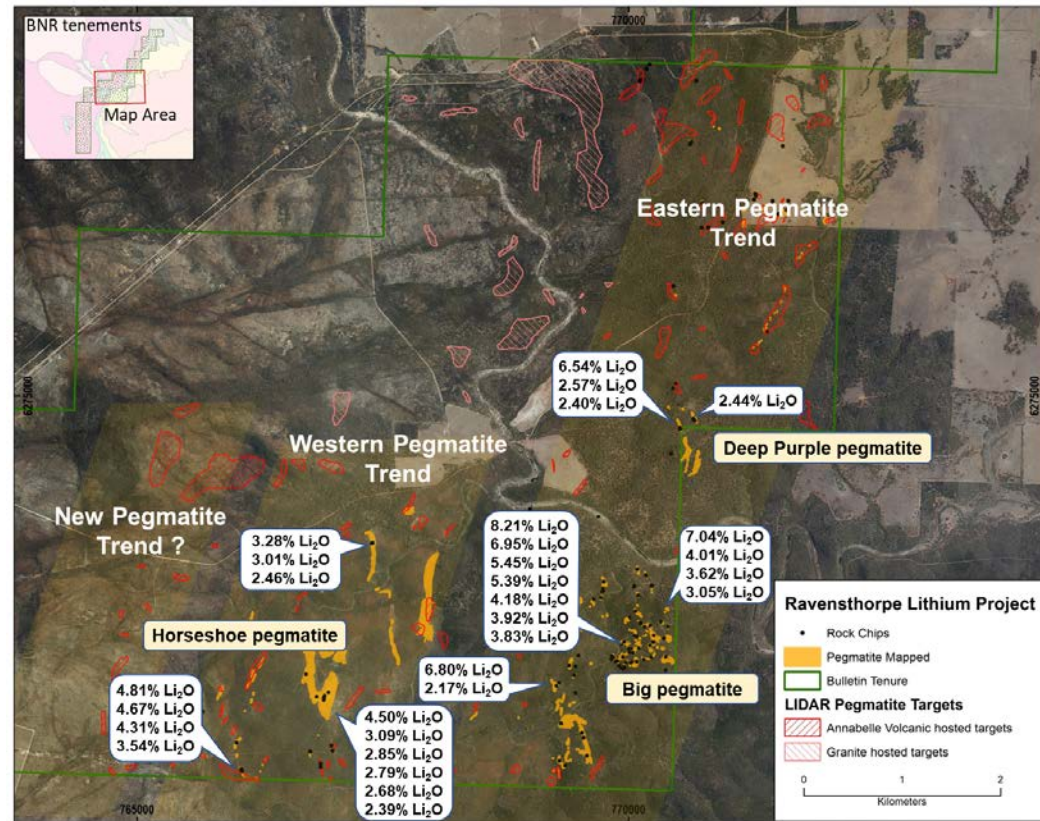 BNR tenements
Map Area
770000
Eastern Pegmatite
Trend
6275000
6275000
6.54% Li₂O
2.57% Li₂O
2.40% Li₂O
2.44% Li₂O
Deep Purple pegmatite
Western Pegmatite
Trend
New Pegmatite
Trend ?
3.28% Li₂O
3.01% Li₂O
2.46% Li₂O
8.21% Li₂O
6.95% Li₂O
5.45% Li₂O
5.39% Li₂O
4.18% Li₂O
3.92% Li₂O
3.83% Li₂O
7.04% Li₂O
4.01% Li₂O
3.62% Li₂O
3.05% Li₂O
Horseshoe pegmatite
6.80% Li₂O
2.17% Li₂O
Big pegmatite
4.81% Li₂O
4.67% Li₂O
4.31% Li₂O
3.54% Li₂O
4.50% Li₂O
3.09% Li₂O
2.85% Li₂O
2.79% Li₂O
2.68% Li₂O
2.39% Li₂O
765000
770000
Ravensthorpe Lithium Project
Rock Chips
Pegmatite Mapped
Bulletin Tenure
LIDAR Pegmatite Targets
Annabelle Volcanic hosted targets
Granite hosted targets
0 1 2
Kilometers